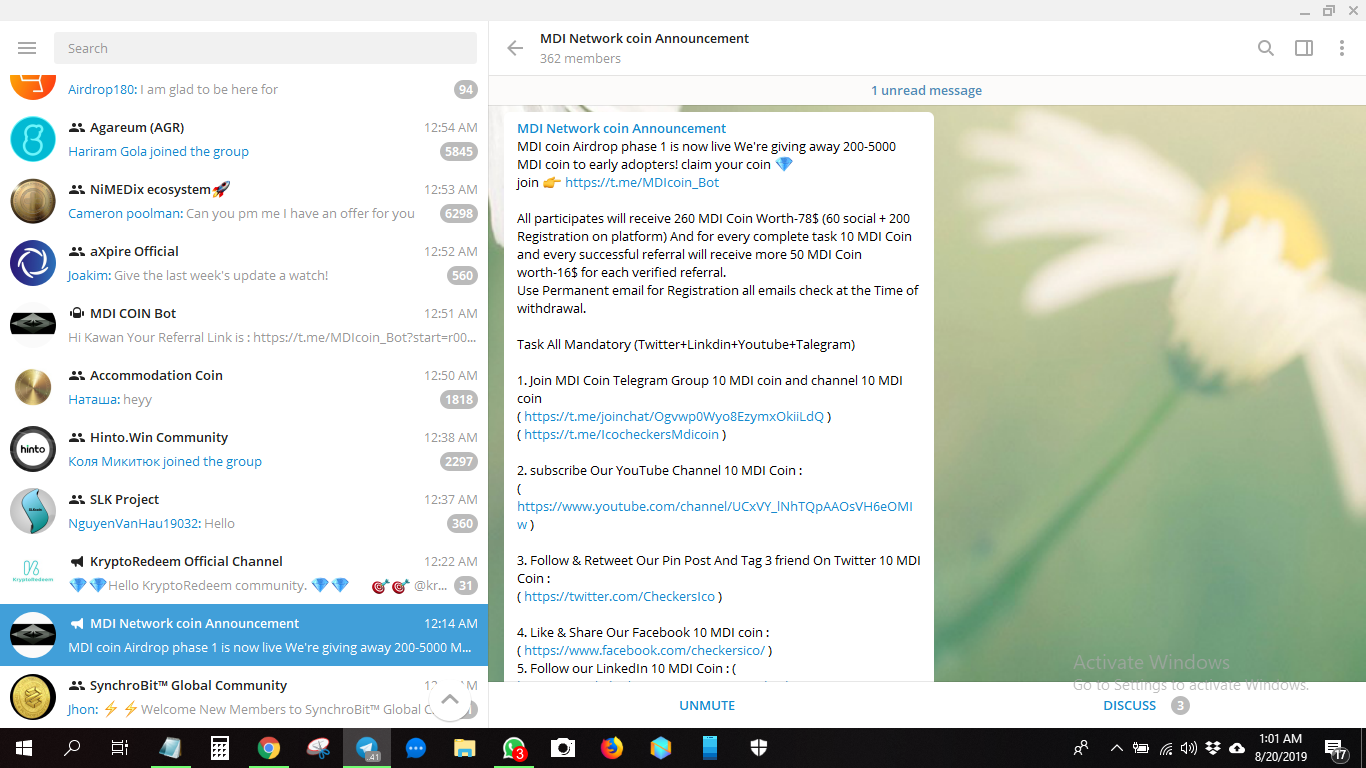 Search
Airdrop180: I am glad to be here for
94
Agareum (AGR)
12:54 AM
Hariram Gola joined the group
5845
NiMEDix ecosystem🚀
12:53 AM
Cameron poolman: Can you pm me I have an offer for you
6298
aXpire Official
12:52 AM
Joakim: Give the last week's update a watch!
560
MDI COIN Bot
12:51 AM
Hi Kawan Your Referral Link is : https://t.me/MDIcoin_Bot?start=r00...
Accommodation Coin
12:50 AM
Наташа: heyy
1818
hinto
Hinto.Win Community
12:38 AM
Коля Микитюк joined the group
2297
SLK Project
12:37 AM
NguyenVanHau19032: Hello
360
KryptoRedeem
KryptoRedeem Official Channel
12:22 AM
💎💎Hello KryptoRedeem community. 💎💎 🎯🎯 @kr...
31
MDI Network coin Announcement
12:14 AM
MDI coin Airdrop phase 1 is now live We're giving away 200-5000 M...
SynchroBit™ Global Community
Jhon: ⚡⚡Welcome New Members to SynchroBit™ Global C
MDI Network coin Announcement
362 members
1 unread message
MDI Network coin Announcement
MDI coin Airdrop phase 1 is now live We're giving away 200-5000
MDI coin to early adopters! claim your coin 💎
join 👉 https://t.me/MDIcoin_Bot
All participates will receive 260 MDI Coin Worth-78$ (60 social + 200
Registration on platform) And for every complete task 10 MDI Coin
and every successful referral will receive more 50 MDI Coin
worth-16$ for each verified referral.
Use Permanent email for Registration all emails check at the Time of
withdrawal.
Task All Mandatory (Twitter+Linkdin+Youtube+Talegram)
1. Join MDI Coin Telegram Group 10 MDI coin and channel 10 MDI
coin
( https://t.me/joinchat/Ogvwp0Wyo8EzymxOkiiLdQ )
( https://t.me/IcocheckersMdicoin )
2. subscribe Our YouTube Channel 10 MDI Coin :
(
https://www.youtube.com/channel/UCxVY_lNhTQpAAOsVH6eOMI
w )
3. Follow & Retweet Our Pin Post And Tag 3 friend On Twitter 10 MDI
Coin :
( https://twitter.com/CheckersIco )
4. Like & Share Our Facebook 10 MDI coin :
( https://www.facebook.com/checkersico/ )
5. Follow our LinkedIn 10 MDI Coin : (
Activate Windows
Go to Settings to activate Windows.
UNMUTE
DISCUSS
3
.41
3
1:01 AM
8/20/2019
17